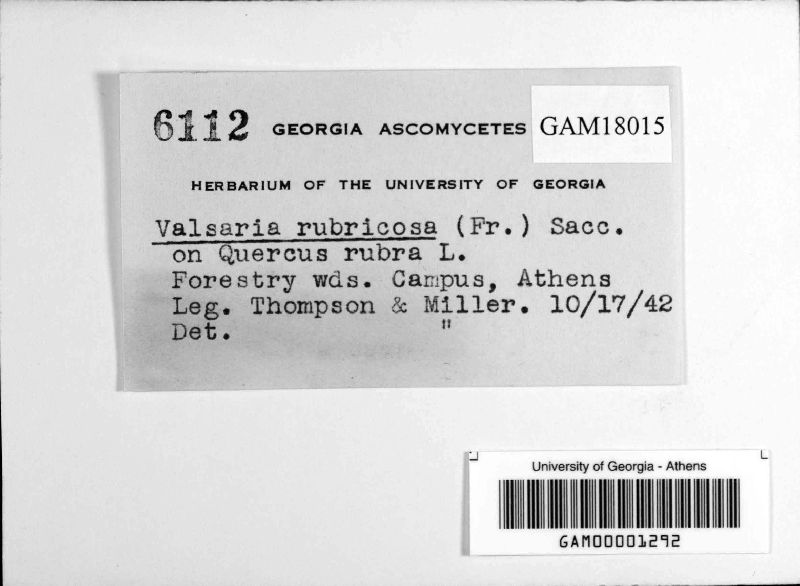 6112 GEORGIA ASCOMYCETES GAM18015
HERBARIUM OF THE UNIVERSITY OF GEORGIA
Valsaria rubricosa (Fr.) Sacc.
on Quercus rubra L.
Forestry wds. Campus, Athens
Leg. Thompson & Miller. 10/17/42
Det. "
University of Georgia - Athens
GAM00001292